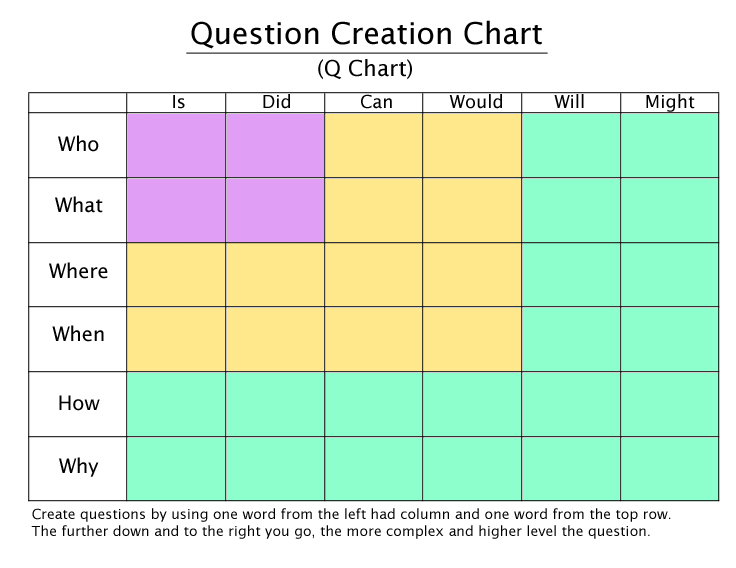 Question Creation Chart
(Q Chart)
Is Did Can Would Will Might
Who
What
Where
When
How
Why
Create questions by using one word from the left had column and one word from the top row.
The further down and to the right you go, the more complex and higher level the question.